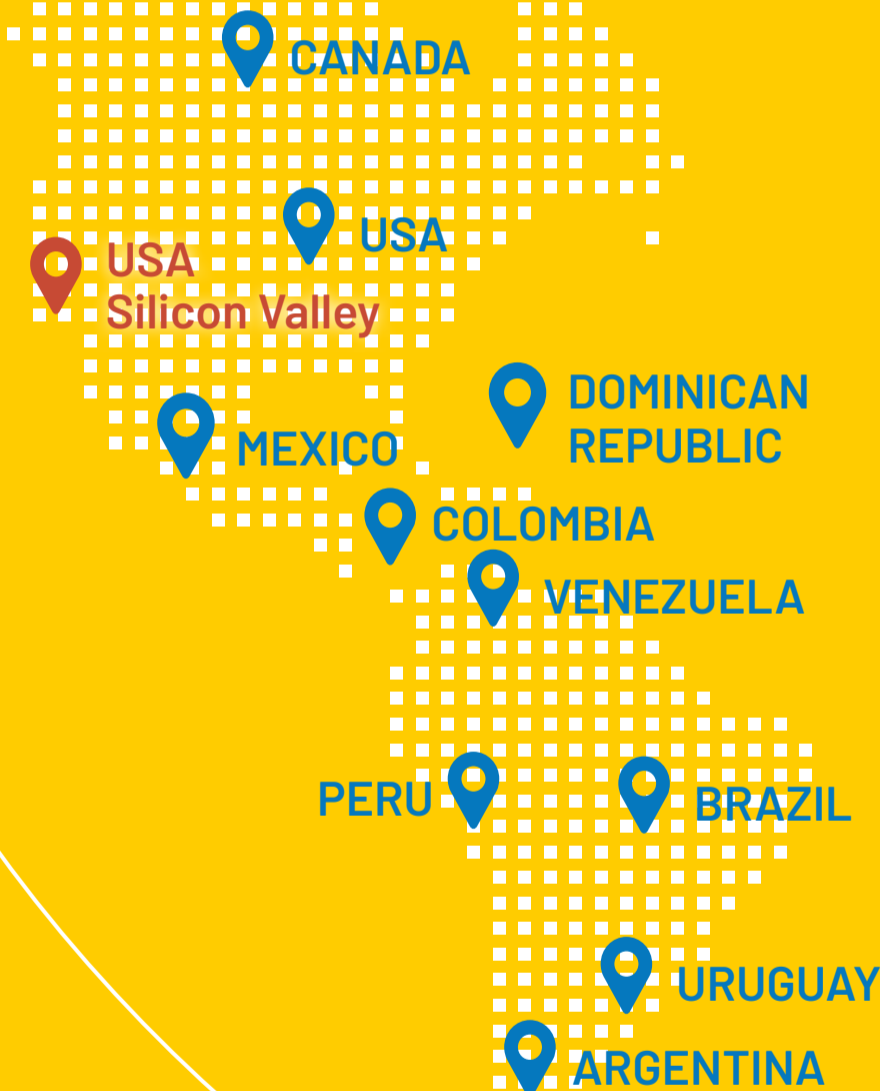 CANADA
USA
USA
Silicon Valley
DOMINICAN
REPUBLIC
MEXICO
COLOMBIA
VENEZUELA
PERU
BRAZIL
URUGUAY
ARGENTINA